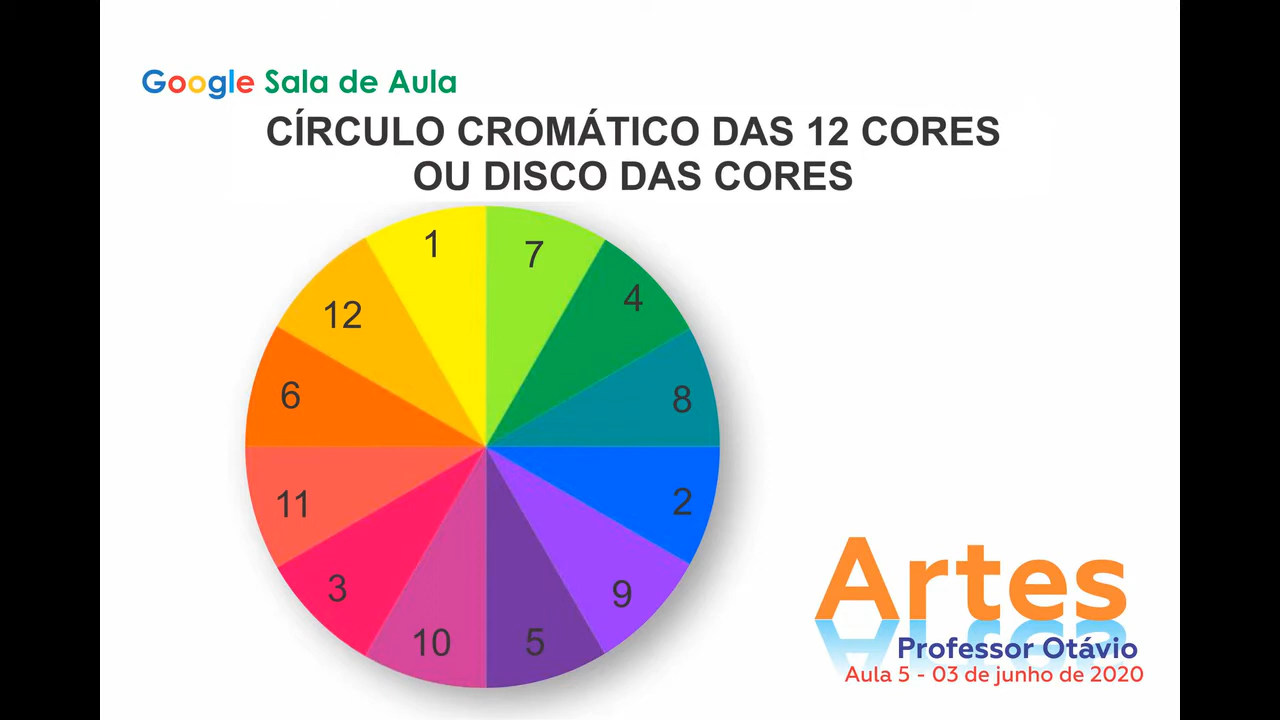 Google Sala de Aula
CÍRCULO CROMÁTICO DAS 12 CORES
OU DISCO DAS CORES
1
7
12
4
6
8
11
2
3
9
10
5
Artes
Professor Otávio
Aula 5 - 03 de junho de 2020